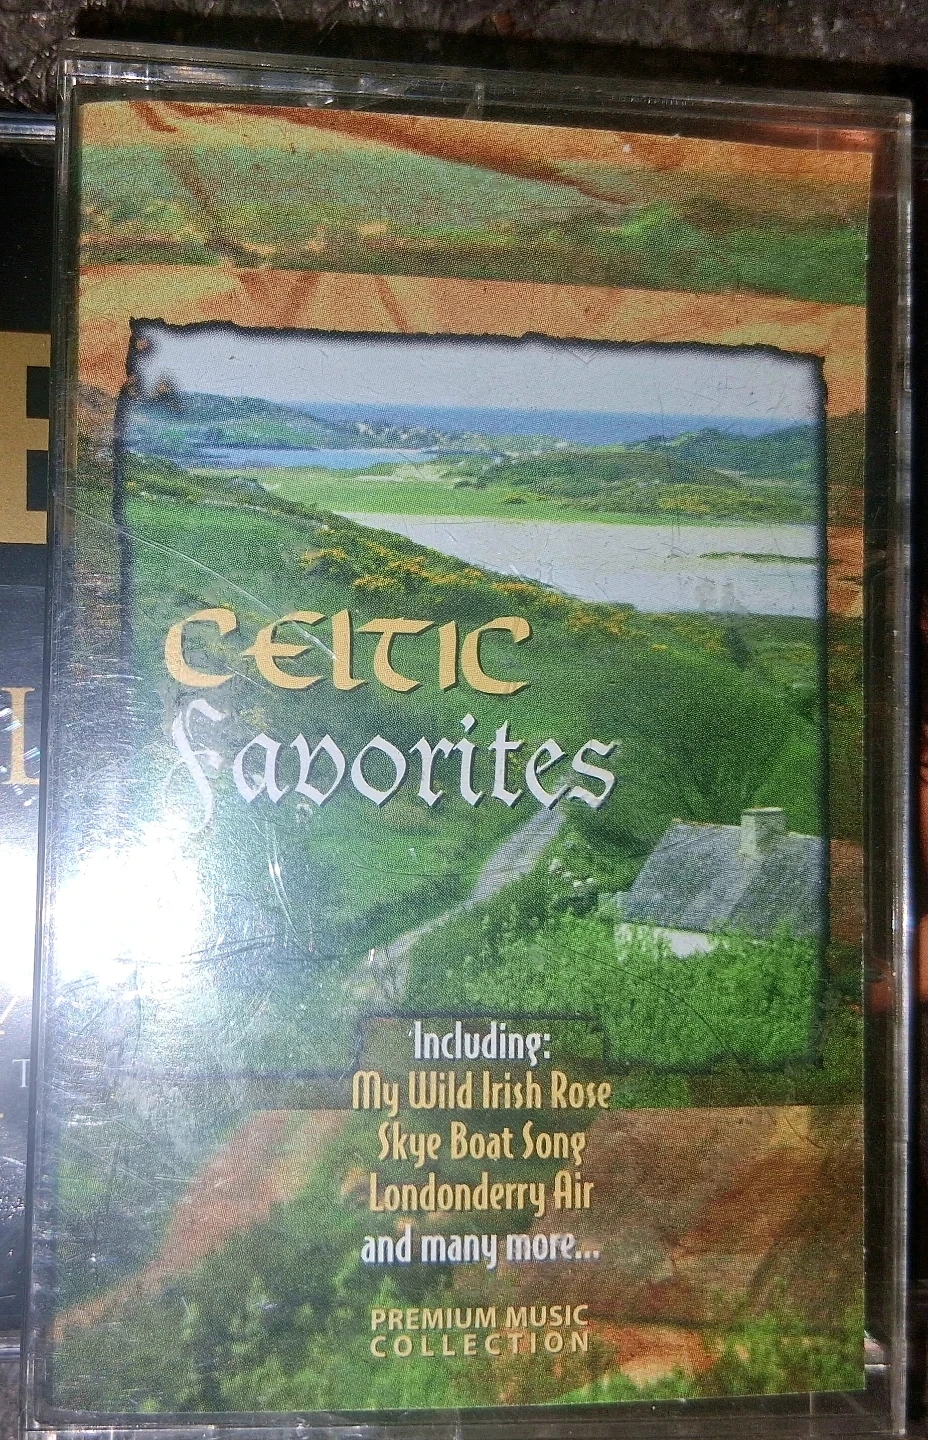 CELTIC
Favorites
Including:
My Wild Irish Rose
Skye Boat Song
Londonderry Air
and many more...
PREMIUM MUSIC
COLLECTION